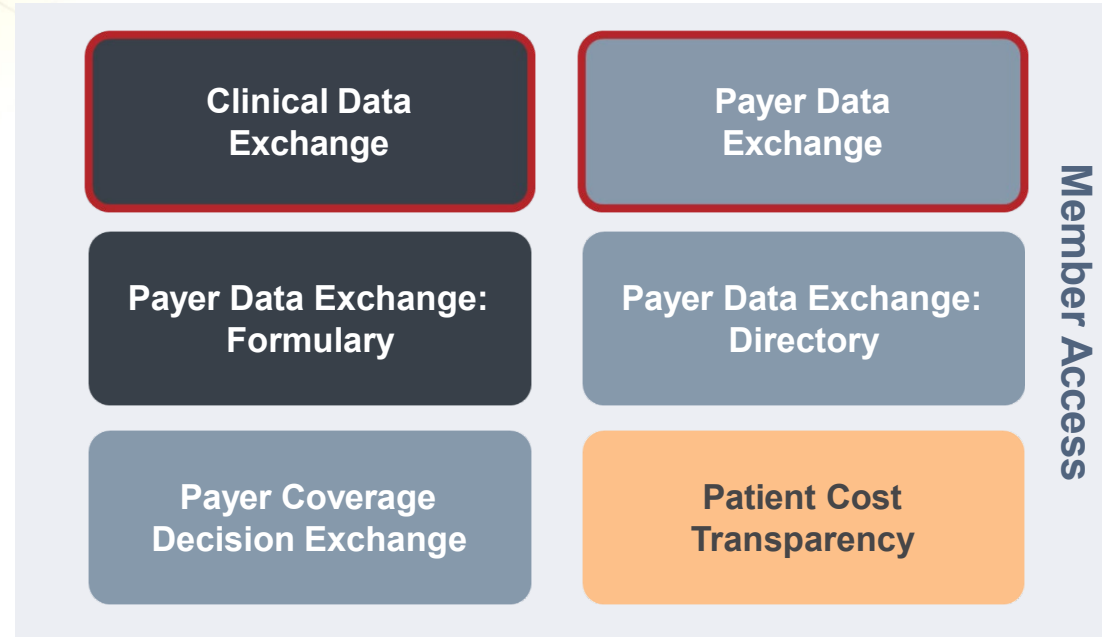 Clinical Data
Exchange
Payer Data
Exchange
Payer Data Exchange:
Formulary
Payer Data Exchange:
Directory
Payer Coverage
Decision Exchange
Patient Cost
Transparency
Member Access